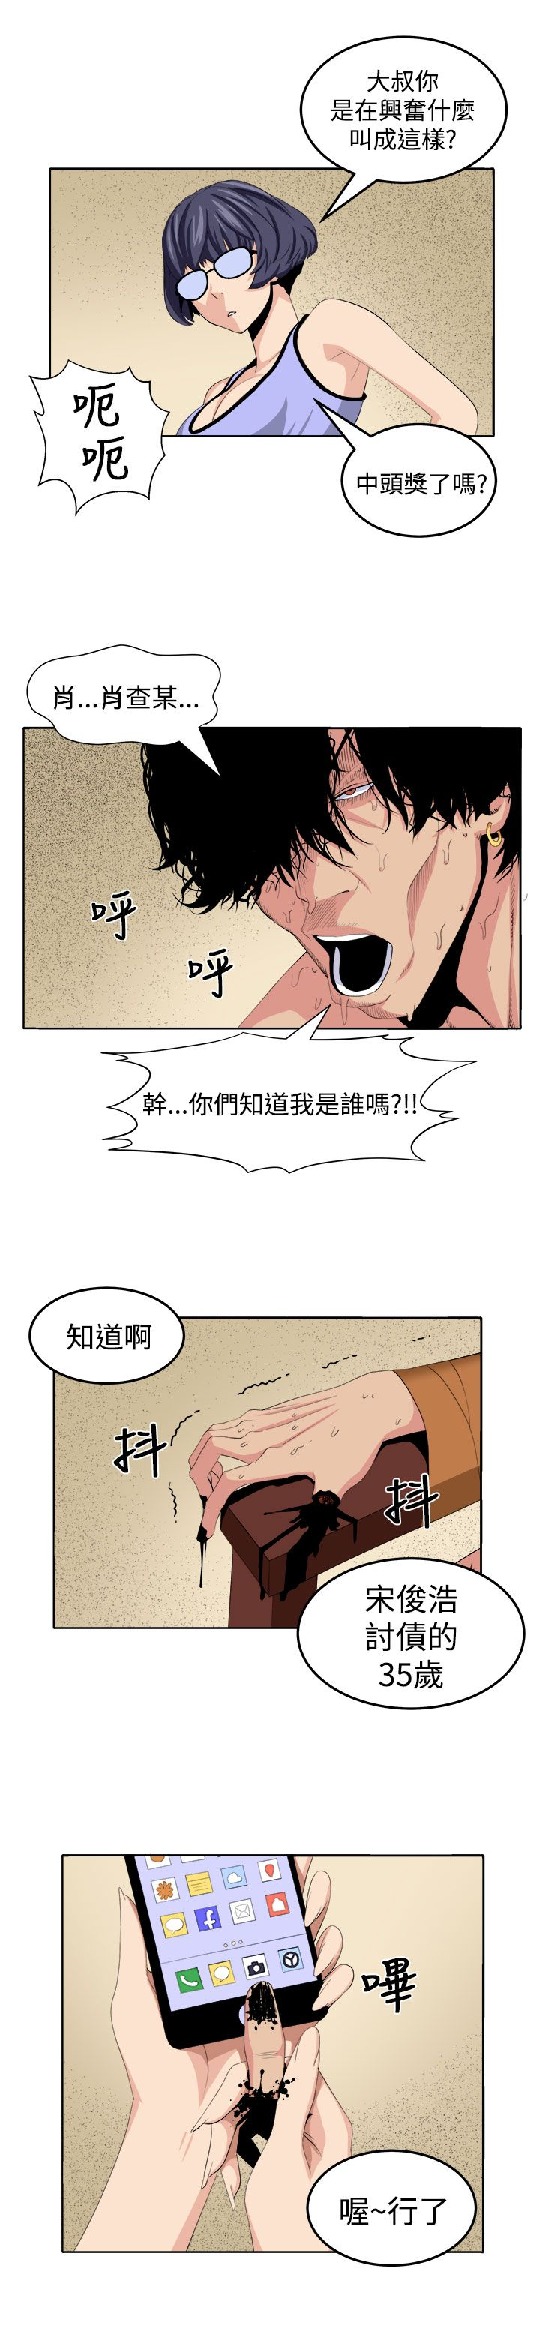 大叔你
是在興奮什麼
叫成這樣?
呃
呃
中頭獎了嗎?
肖...肖查某...
呼
呼
幹...你們知道我是誰嗎?!!
知道啊
抖
抖
宋俊浩
討債的
35歲
嗶
喔~行了